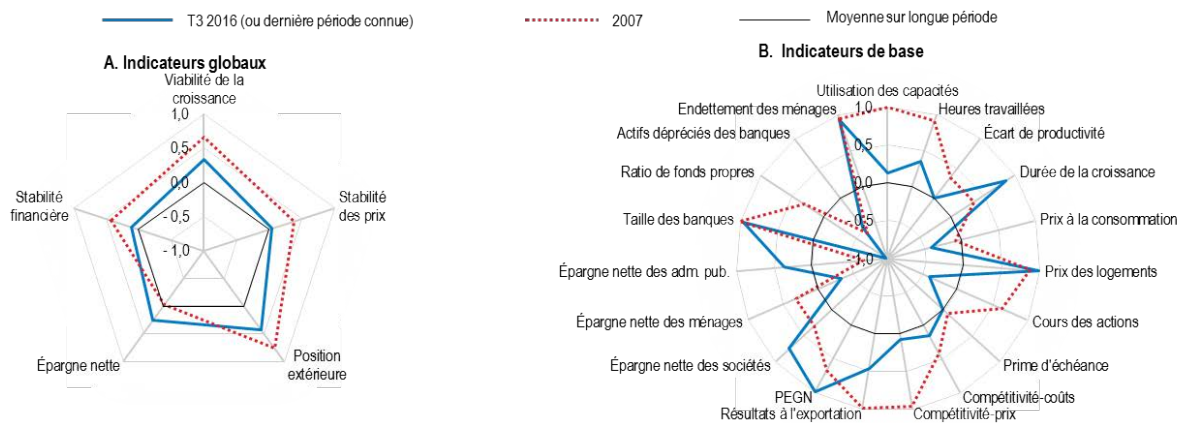 T3 2016 (ou dernière période connue)
2007
Moyenne sur longue période
A. Indicateurs globaux
Viabilité de la
croissance
1,0
0,5
0,0
- 0,5
- 1,0
Stabilité
des prix
Position
extérieure
Épargne nette
Stabilité
financière
B. Indicateurs de base
Utilisation des capacités
1,0
0,5
0,0
-0,5
-1,0
Heures travaillées
Écart de productivité
Durée de la croissance
Prix à la consommation
Prix des logements
Cours des actions
Prime d'échéance
Compétitivité-coûts
Compétitivité-prix
Résultats à l'exportation
PEGN
Épargne nette des sociétés
Épargne nette des ménages
Épargne nette des adm. pub.
Taille des banques
Ratio de fonds propres
Actifs dépréciés des banques
Endettement des ménages